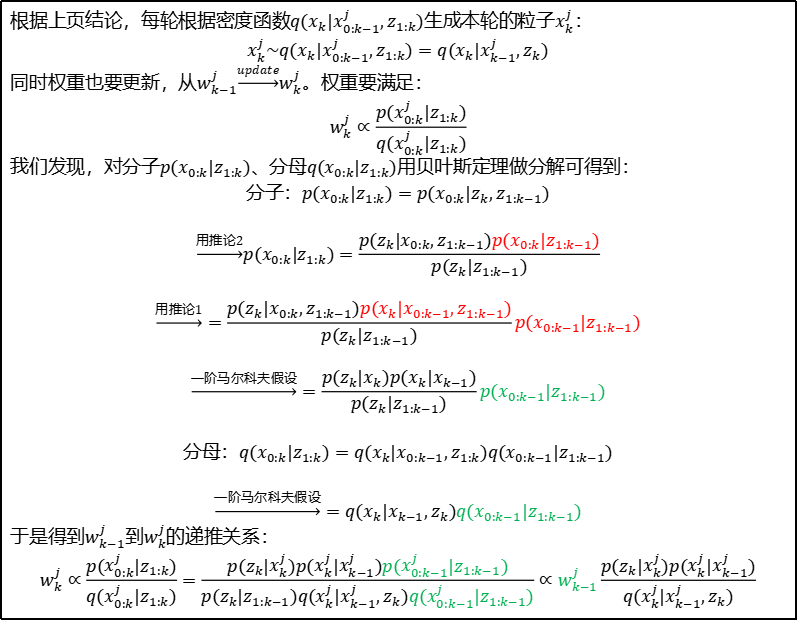 根据上页结论，每轮根据密度函数$q(x_k|x_{0:k-1}^j, z_{1:k})$生成本轮的粒子$x_k^j$：
$x_k^j \sim q(x_k|x_{0:k-1}^j, z_{1:k}) = q(x_k|x_{k-1}^j, z_k)$
同时权重也要更新，从$w_{k-1}^j \xrightarrow{update} w_k^j$。权重要满足：
$w_k^j \propto \frac{p(x_{0:k}^j|z_{1:k})}{q(x_{0:k}^j|z_{1:k})}$
我们发现，对分子$p(x_{0:k}|z_{1:k})$、分母$q(x_{0:k}|z_{1:k})$用贝叶斯定理做分解可得到：
分子：$p(x_{0:k}|z_{1:k}) = p(x_{0:k}|z_k, z_{1:k-1})$
$\xrightarrow{用推论2} p(x_{0:k}|z_{1:k}) = \frac{p(z_k|x_{0:k}, z_{1:k-1})p(x_{0:k}|z_{1:k-1})}{p(z_k|z_{1:k-1})}$
$\xrightarrow{用推论1} = \frac{p(z_k|x_{0:k}, z_{1:k-1})p(x_k|x_{0:k-1}, z_{1:k-1})}{p(z_k|z_{1:k-1})} p(x_{0:k-1}|z_{1:k-1})$
$\xrightarrow{一阶马尔科夫假设} = \frac{p(z_k|x_k)p(x_k|x_{k-1})}{p(z_k|z_{1:k-1})} p(x_{0:k-1}|z_{1:k-1})$
分母：$q(x_{0:k}|z_{1:k}) = q(x_k|x_{0:k-1}, z_{1:k})q(x_{0:k-1}|z_{1:k-1})$
$\xrightarrow{一阶马尔科夫假设} = q(x_k|x_{k-1}, z_k)q(x_{0:k-1}|z_{1:k-1})$
于是得到$w_{k-1}^j$到$w_k^j$的递推关系：
$w_k^j \propto \frac{p(x_{0:k}^j|z_{1:k})}{q(x_{0:k}^j|z_{1:k})} = \frac{p(z_k|x_k^j)p(x_k^j|x_{k-1}^j)p(x_{0:k-1}^j|z_{1:k-1})}{p(z_k|z_{1:k-1})q(x_k^j|x_{k-1}^j, z_k)q(x_{0:k-1}^j|z_{1:k-1})} \propto w_{k-1}^j \frac{p(z_k|x_k^j)p(x_k^j|x_{k-1}^j)}{q(x_k^j|x_{k-1}^j, z_k)}$